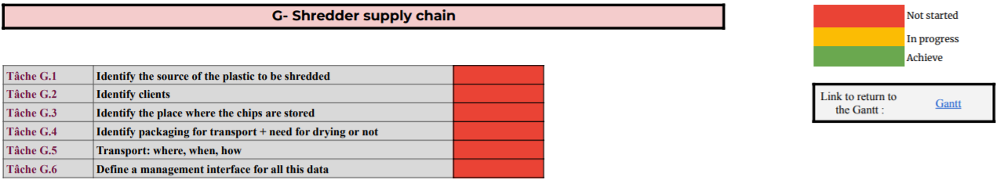 G- Shredder supply chain
Not started
In progress
Achieve
Tâche G.1 Identify the source of the plastic to be shredded
Tâche G.2 Identify clients
Tâche G.3 Identify the place where the chips are stored
Tâche G.4 Identify packaging for transport + need for drying or not
Tâche G.5 Transport: where, when, how
Tâche G.6 Define a management interface for all this data
Link to return to
the Gantt :
Gantt